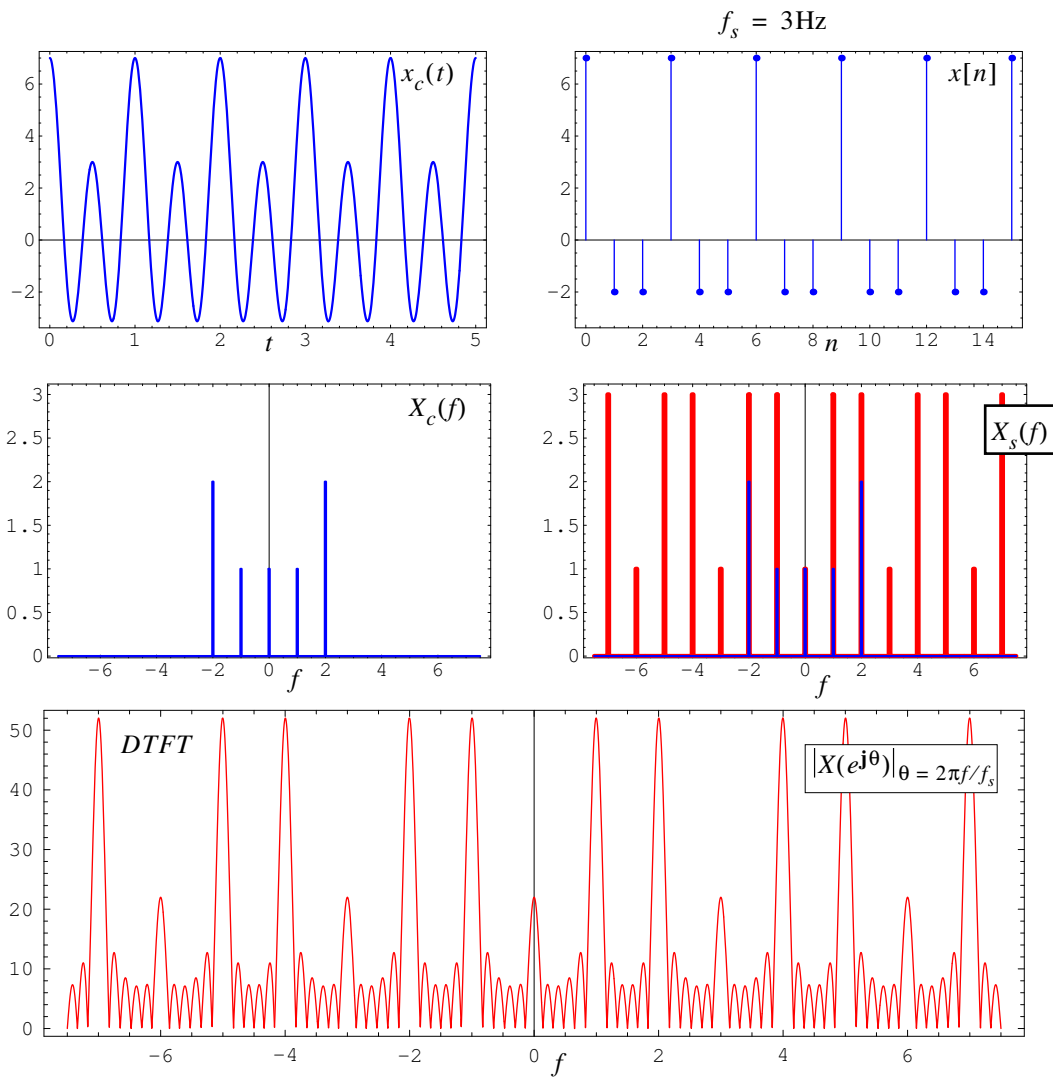 f_s = 3Hz
x_c(t)
6
4
2
0
−2
0 1 2 3 4 5
t
x[n]
6
4
2
0
−2
0 2 4 6 8 10 12 14
n
X_c(f)
3
2.5
2
1.5
1
0.5
0
−6 −4 −2 0 2 4 6
f
X_s(f)
3
2.5
2
1.5
1
0.5
0
−6 −4 −2 0 2 4 6
f
DTFT
|X(e^{jθ})|_{θ = 2πf/f_s}
50
40
30
20
10
0
−6 −4 −2 0 2 4 6
f